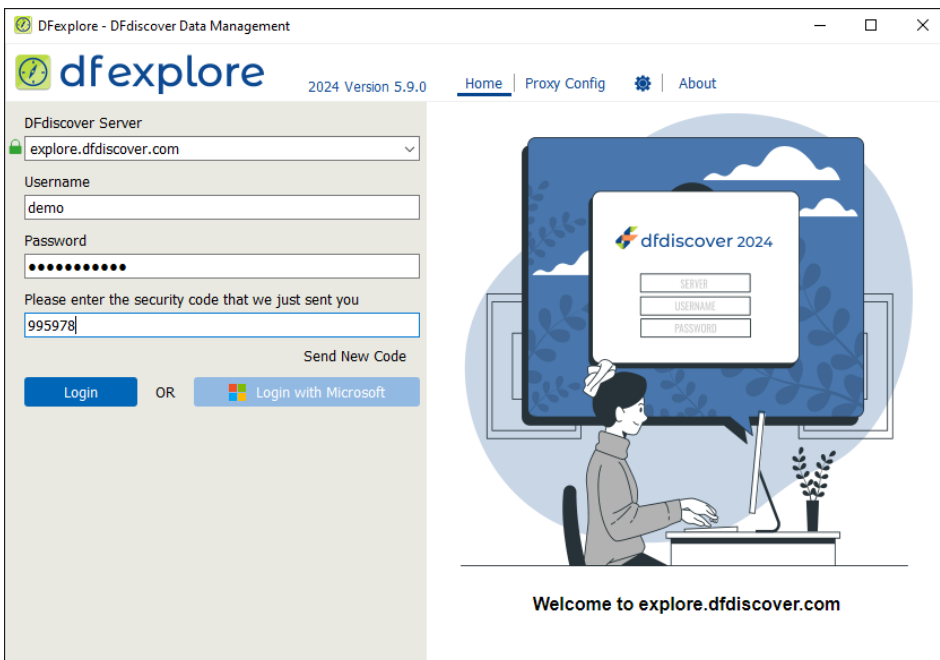 DFexplore - DFdiscover Data Management
dfexplore 2024 Version 5.9.0 Home Proxy Config About
DFdiscover Server
explore.dfdiscover.com
Username
demo
Password
•••••••••••
Please enter the security code that we just sent you
995978
Send New Code
Login OR Login with Microsoft
dfdiscover 2024
SERVER
USERNAME
PASSWORD
Welcome to explore.dfdiscover.com